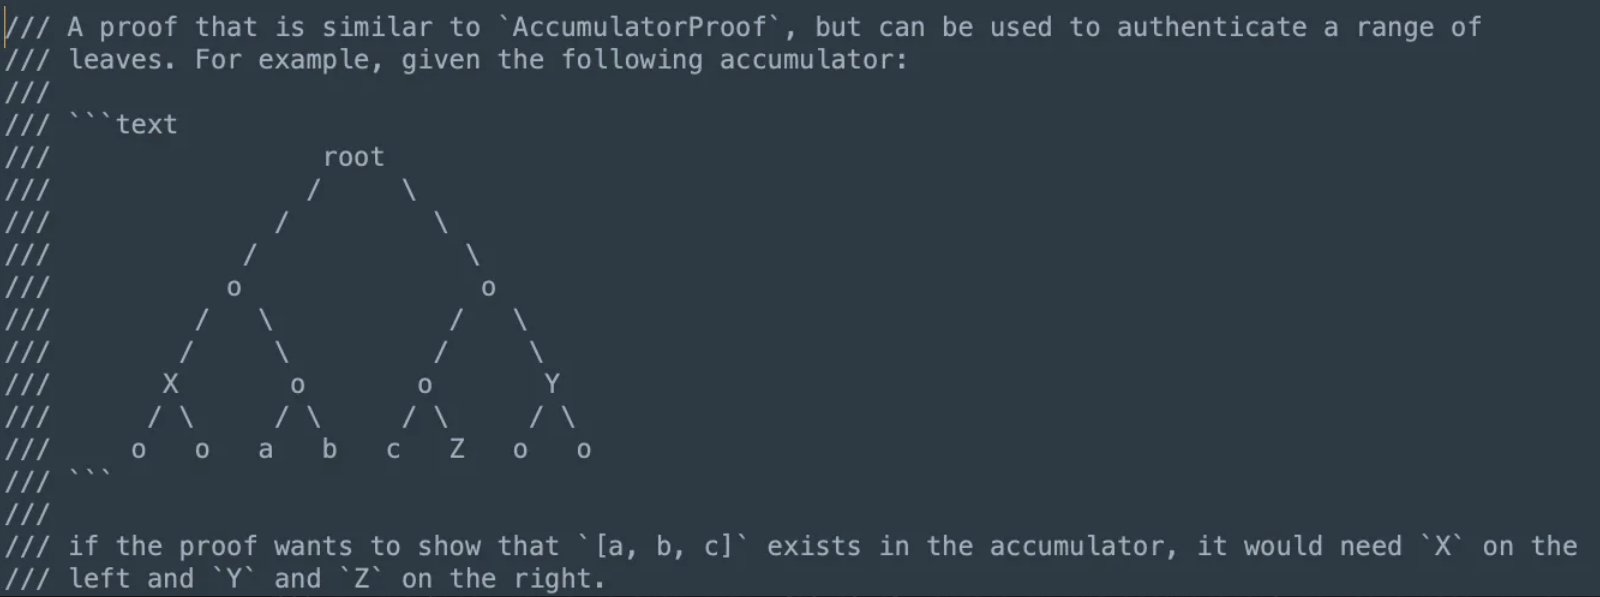 /// A proof that is similar to `AccumulatorProof`, but can be used to authenticate a range of
/// leaves. For example, given the following accumulator:
///
/// ```text
///                 root
///                /     \
///              /         \
///            /             \
///           o               o
///         /   \           /   \
///        /     \         /     \
///       X       o       o       Y
///      / \     / \     / \     / \
///     o   o   a   b   c   Z   o   o
/// ```
///
/// if the proof wants to show that `[a, b, c]` exists in the accumulator, it would need `X` on the
/// left and `Y` and `Z` on the right.